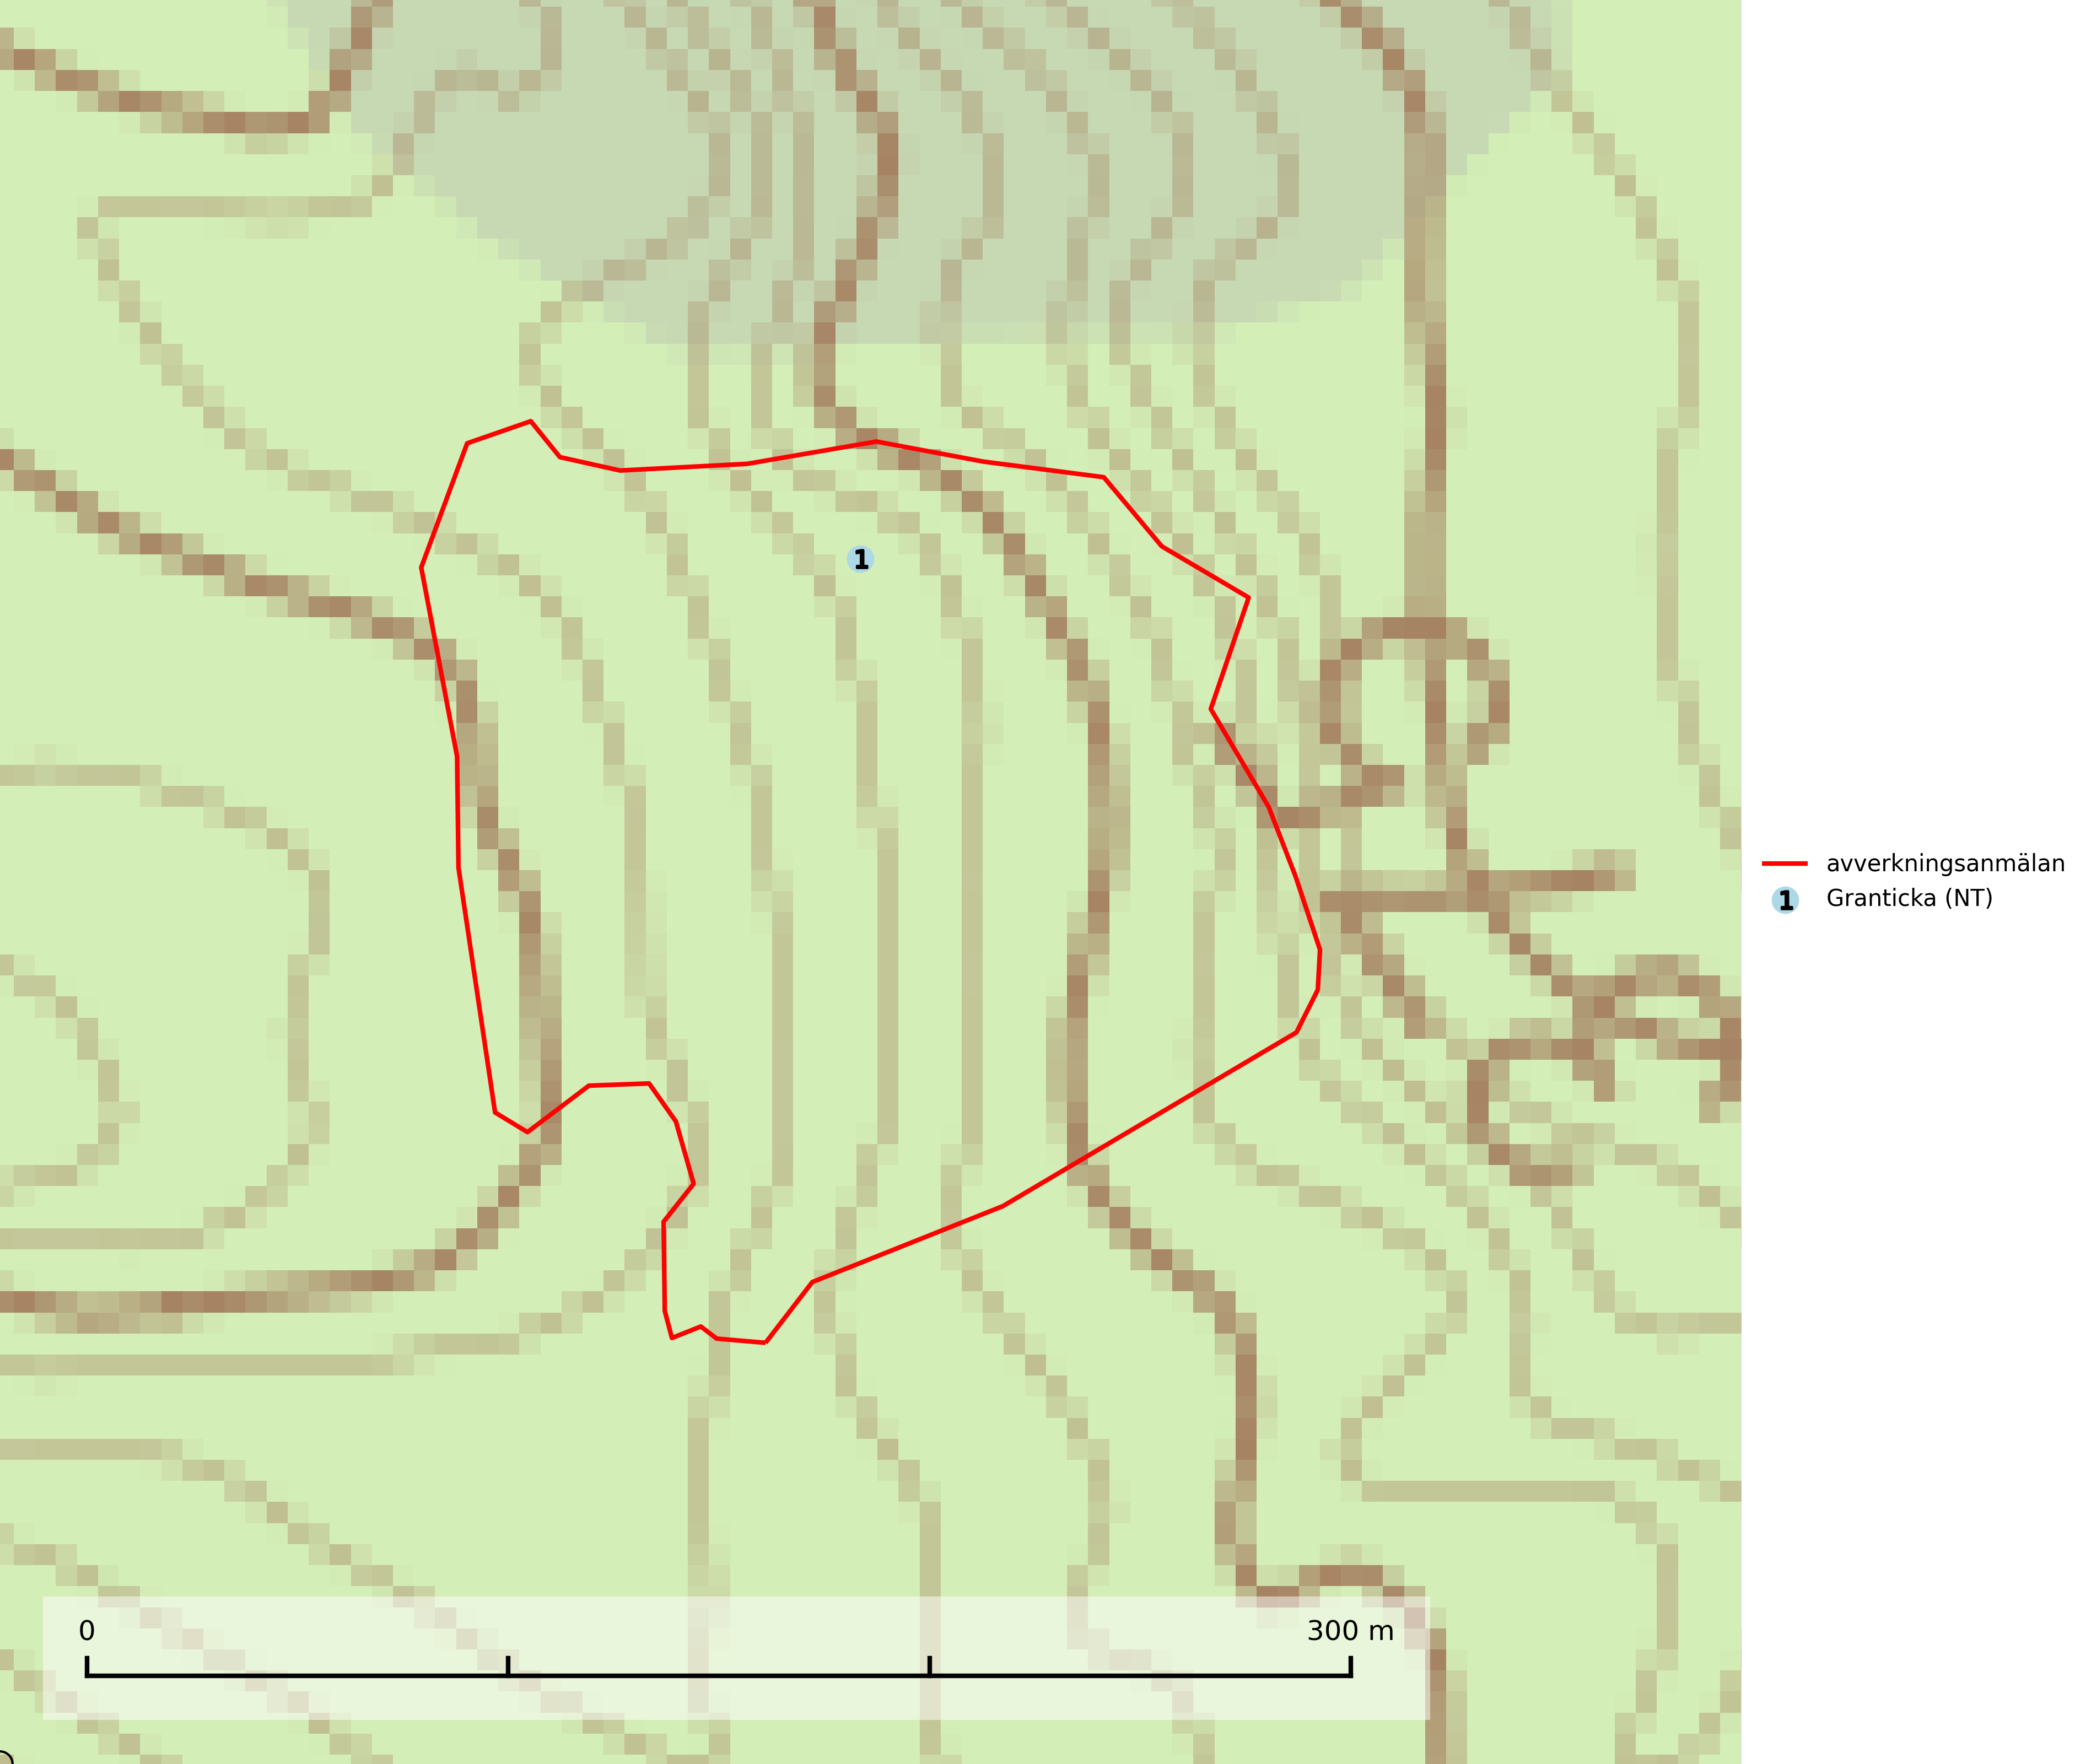 1
avverkningsanmälan
1 Granticka (NT)
0 300 m